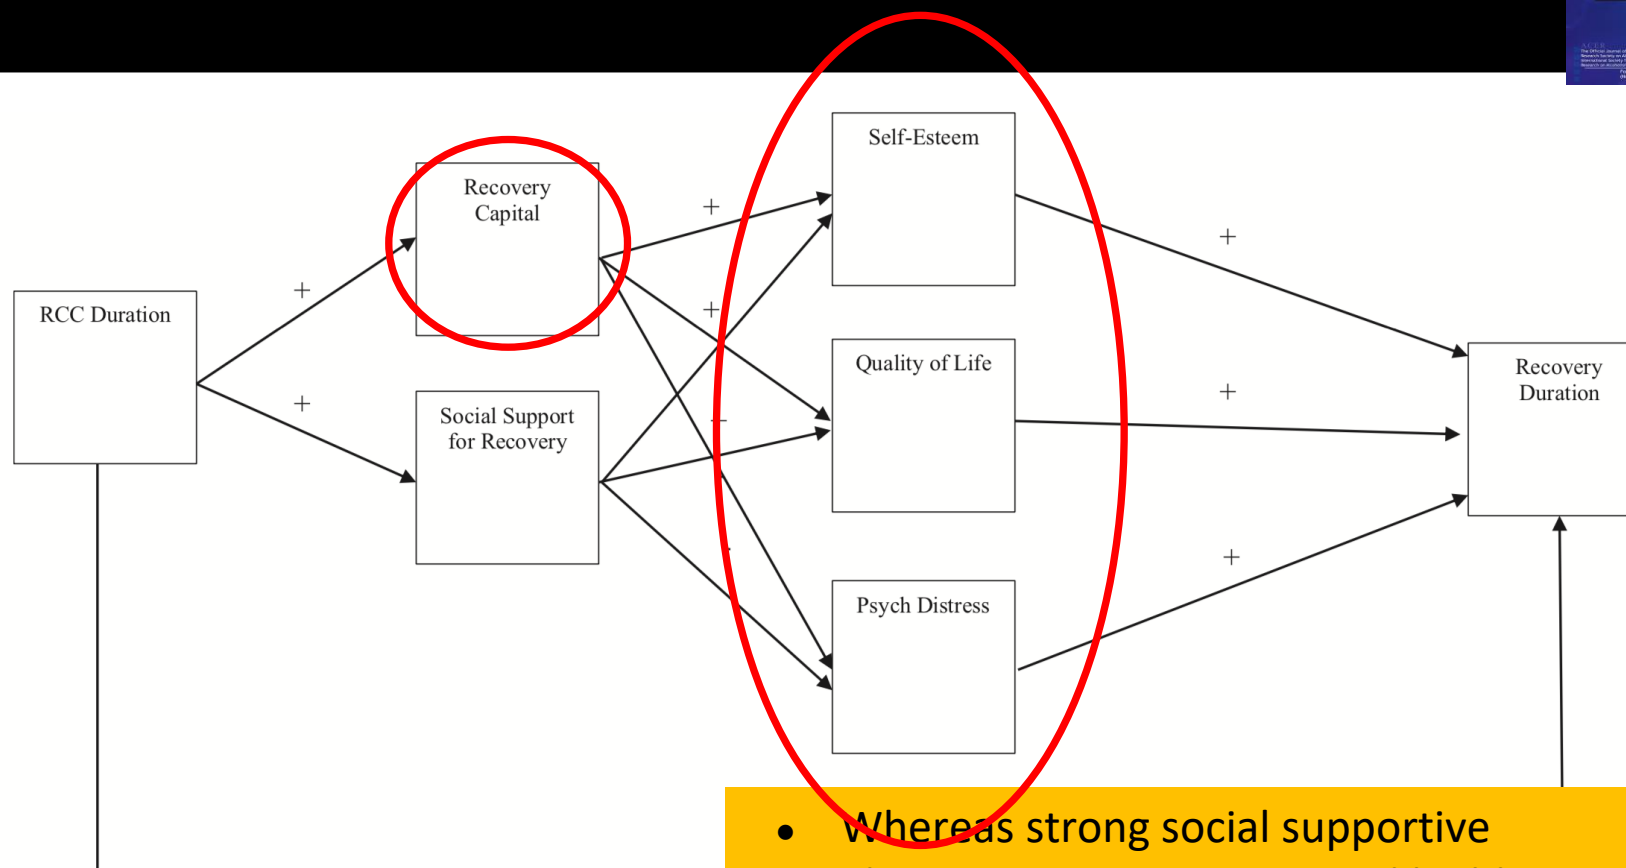 Self-Esteem
Recovery
Capital
+
+
+
RCC Duration
+
Quality of Life
Recovery
Duration
+
+
Social Support
for Recovery
+
+
Psych Distress
• Whereas strong social supportive